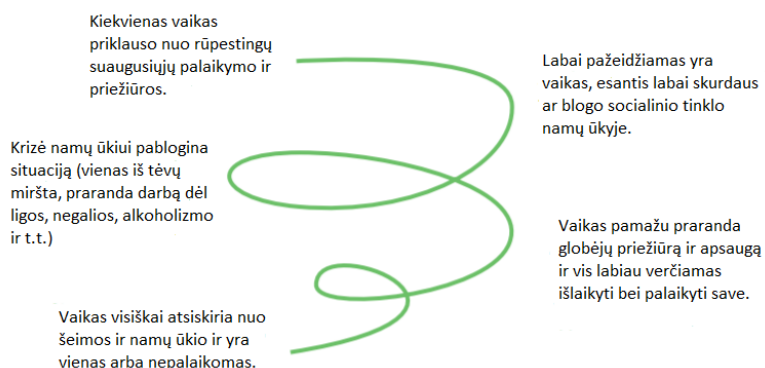 Kiekvienas vaikas
priklauso nuo rūpestingų
suaugusiųjų palaikymo ir
priežiūros.
Labai pažeidžiamas yra
vaikas, esantis labai skurdaus
ar blogo socialinio tinklo
namų ūkyje.
Krizė namų ūkiui pablogina
situaciją (vienas iš tėvų
miršta, praranda darbą dėl
ligos, negalios, alkoholizmo
ir t.t.)
Vaikas pamažu praranda
globėjų priežiūrą ir apsaugą
ir vis labiau verčiamas
išlaikyti bei palaikyti save.
Vaikas visiškai atsiskiria nuo
šeimos ir namų ūkio ir yra
vienas arba nepalaikomas.